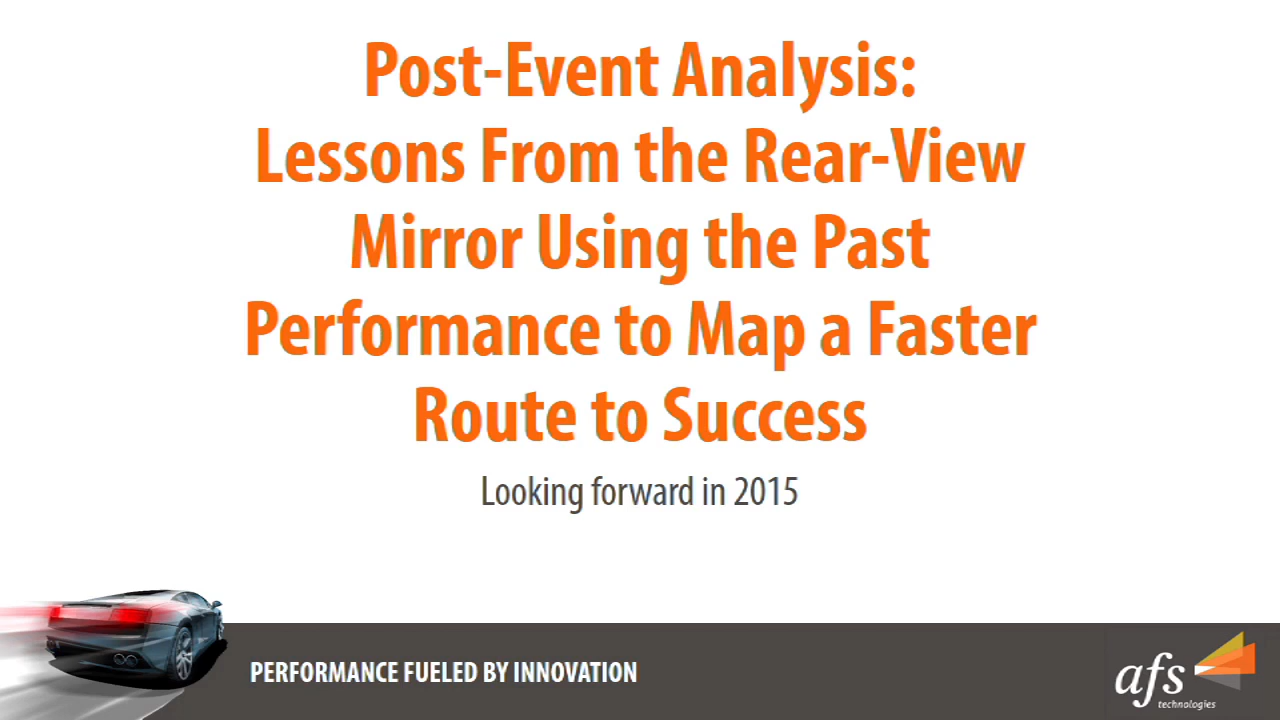 Post-Event Analysis:
Lessons From the Rear-View
Mirror Using the Past
Performance to Map a Faster
Route to Success
Looking forward in 2015
PERFORMANCE FUELED BY INNOVATION
afs
technologies